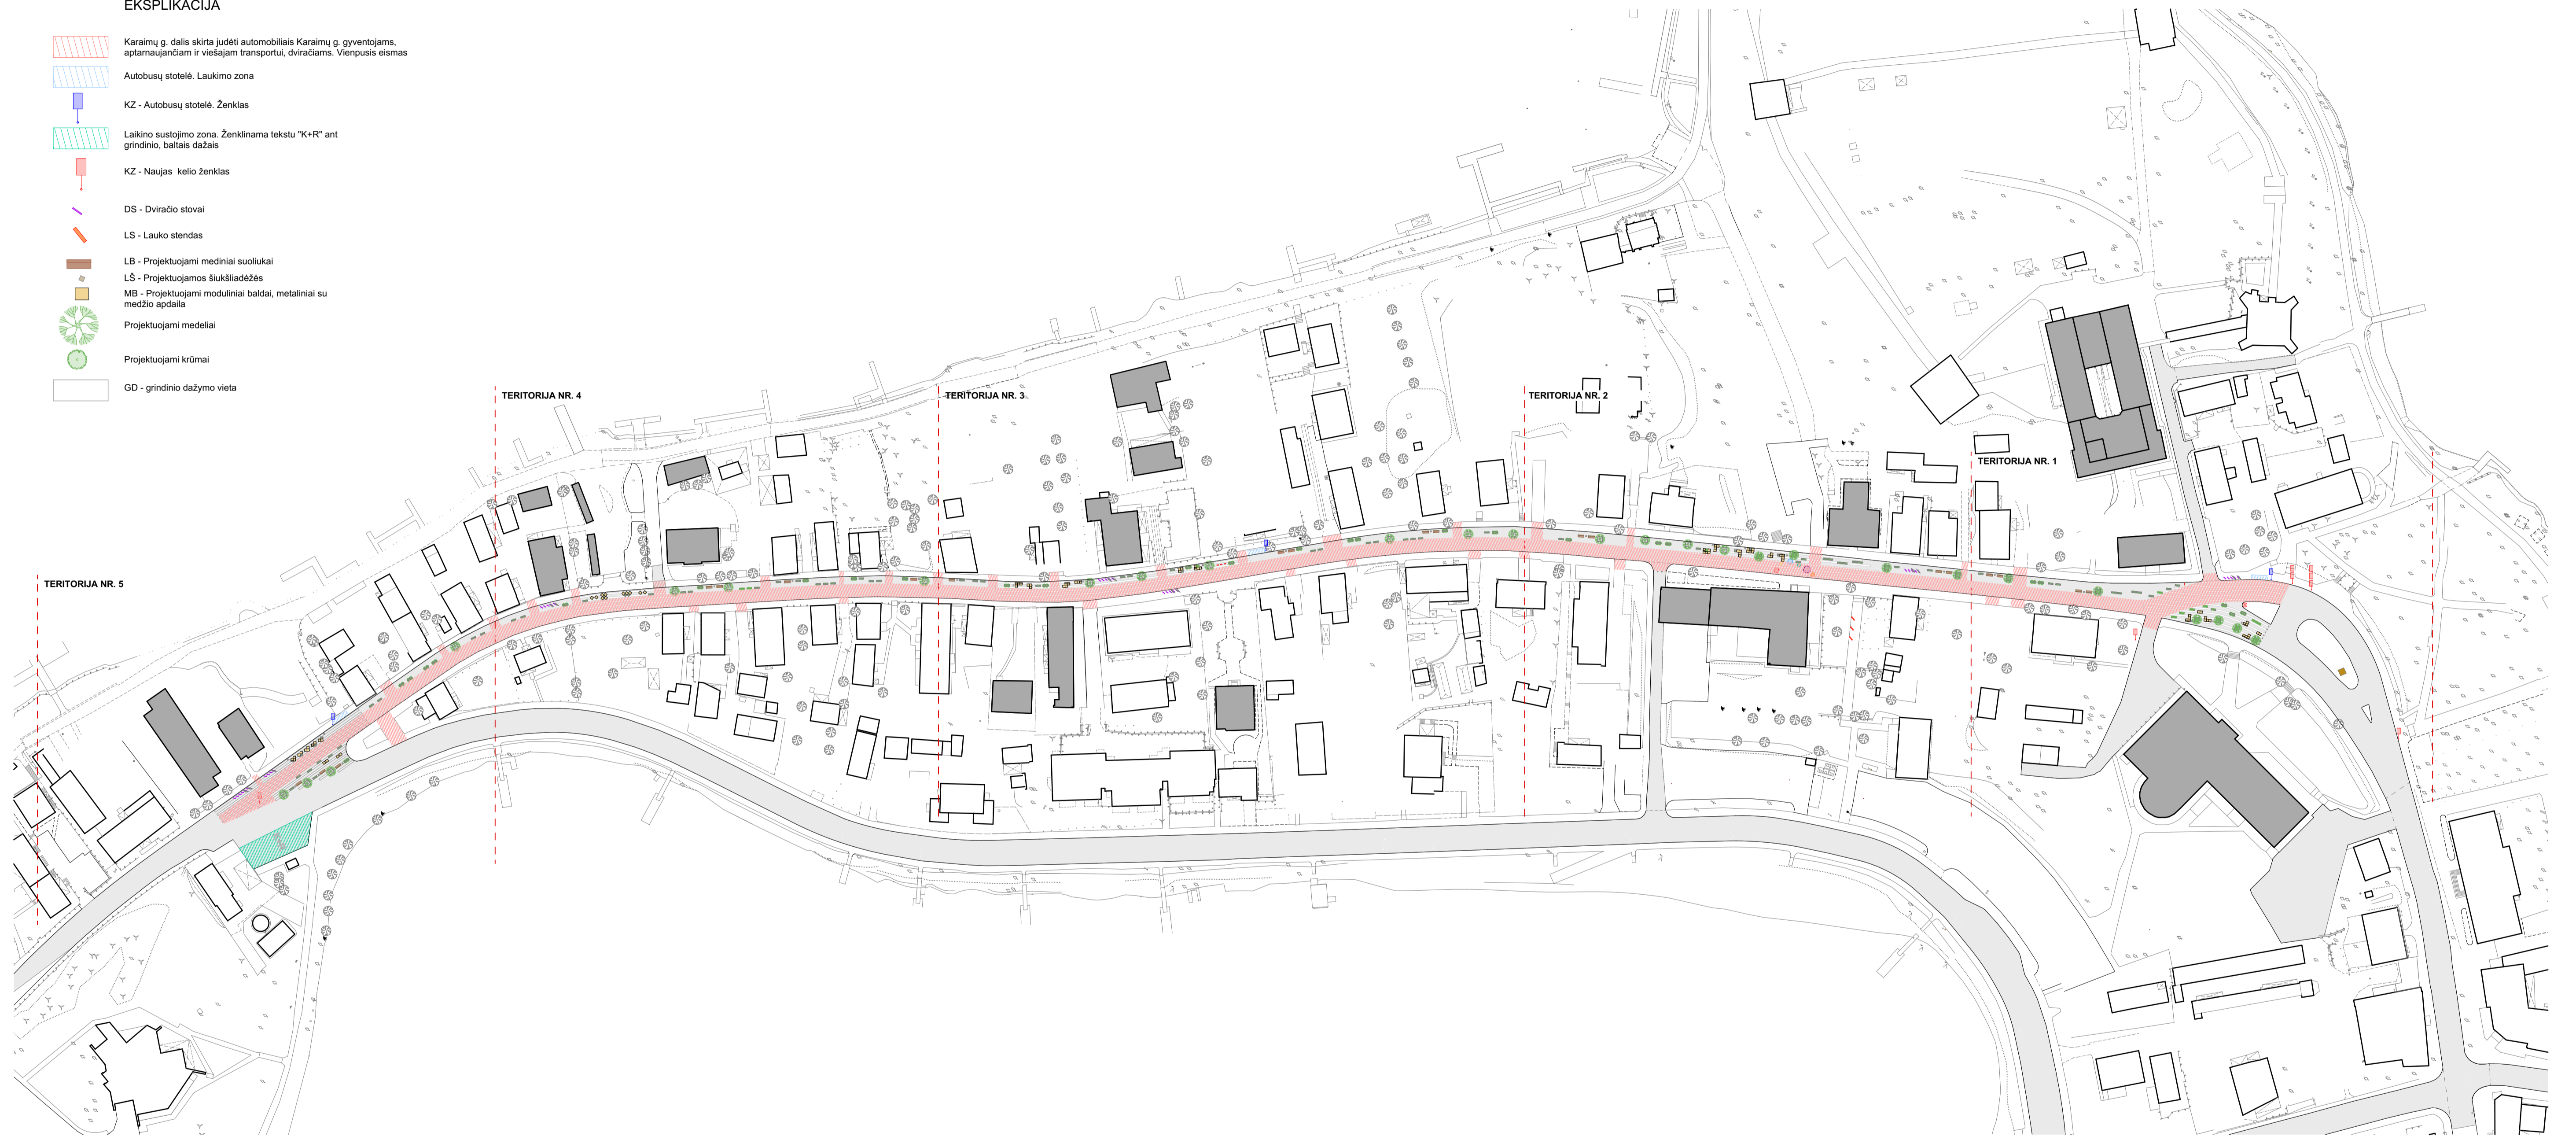 EKSPLIKACIJA
Karaimų g. dalis skirta judėti automobiliais Karaimų g. gyventojams,
aptarnaujančiam ir viešajam transportui, dviračiams. Vienpusis eismas
Autobusų stotelė. Laukimo zona
KZ - Autobusų stotelė. Ženklas
Laikino sustojimo zona. Ženklinama tekstu "K+R" ant
grindinio, baltais dažais
KZ - Naujas kelio ženklas
DS - Dviračio stovai
LS - Lauko stendas
LB - Projektuojami mediniai suoliukai
LŠ - Projektuojamos šiukšliadėžės
MB - Projektuojami moduliniai baldai, metaliniai su
medžio apdaila
Projektuojami medeliai
Projektuojami krūmai
GD - grindinio dažymo vieta
TERITORIJA NR. 5
TERITORIJA NR. 4
TERITORIJA NR. 3
TERITORIJA NR. 2
TERITORIJA NR. 1
K+R